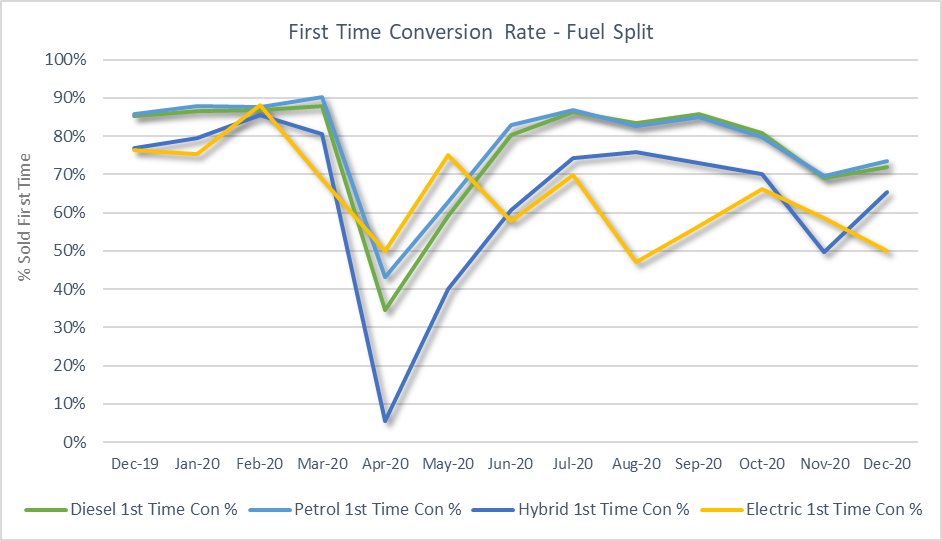 First Time Conversion Rate - Fuel Split
% Sold First Time
100%
90%
80%
70%
60%
50%
40%
30%
20%
10%
0%
Dec-19 Jan-20 Feb-20 Mar-20 Apr-20 May-20 Jun-20 Jul-20 Aug-20 Sep-20 Oct-20 Nov-20 Dec-20
Diesel 1st Time Con % Petrol 1st Time Con % Hybrid 1st Time Con % Electric 1st Time Con %